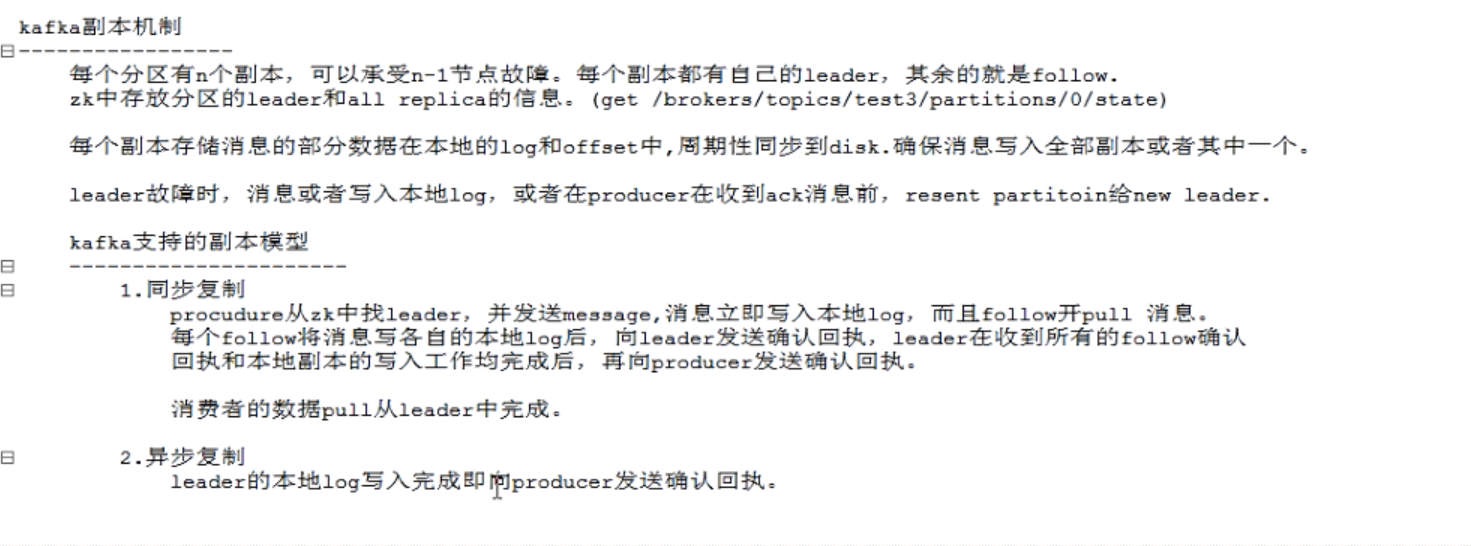 kafka副本机制
-----------------
每个分区有n个副本，可以承受n-1节点故障。每个副本都有自己的leader，其余的就是follow.
zk中存放分区的leader和all replica的信息。(get /brokers/topics/test3/partitions/0/state)
每个副本存储消息的部分数据在本地的log和offset中,周期性同步到disk.确保消息写入全部副本或者其中一个。
leader故障时，消息或者写入本地log，或者在producer在收到ack消息前，resent partitoin给new leader.
kafka支持的副本模型
----------------------
1.同步复制
procudure从zk中找leader，并发送message,消息立即写入本地log，而且follow开pull 消息。
每个follow将消息写各自的本地log后，向leader发送确认回执，leader在收到所有的follow确认
回执和本地副本的写入工作均完成后，再向producer发送确认回执。
消费者的数据pull从leader中完成。
2.异步复制
leader的本地log写入完成即向producer发送确认回执。